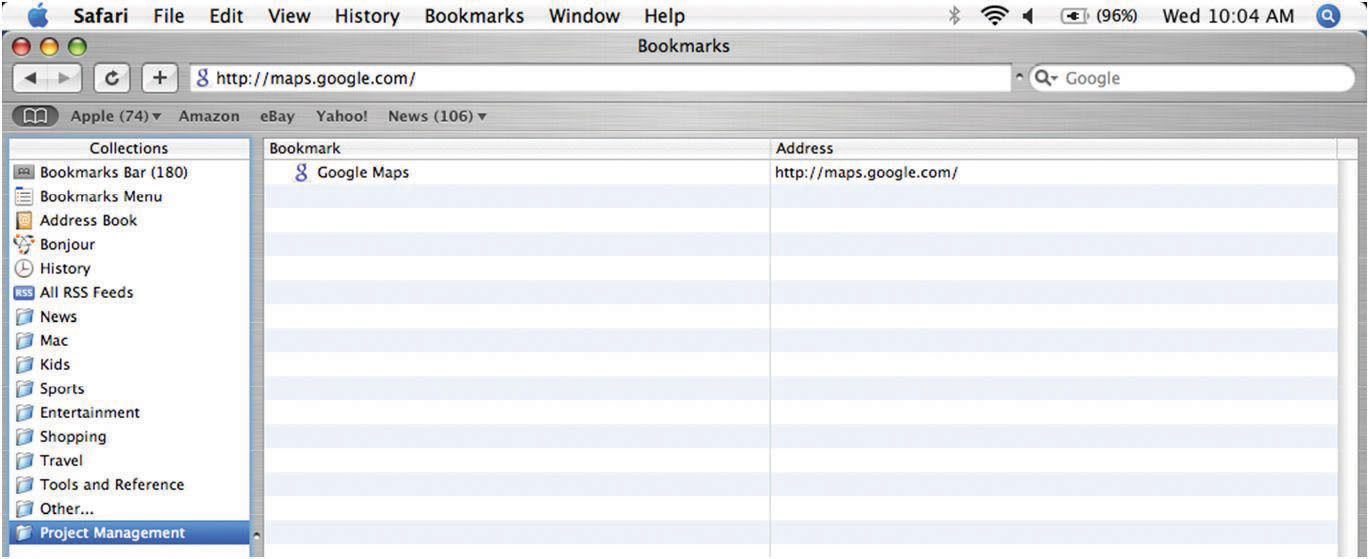 Safari File Edit View History Bookmarks Window Help (96%) Wed 10:04 AM
Bookmarks
g http://maps.google.com/ Google
Apple (74) Amazon eBay Yahoo! News (106)
Collections Bookmark Address
Bookmarks Bar (180) g Google Maps http://maps.google.com/
Bookmarks Menu
Address Book
Bonjour
History
RSS All RSS Feeds
News
Mac
Kids
Sports
Entertainment
Shopping
Travel
Tools and Reference
Other...
Project Management